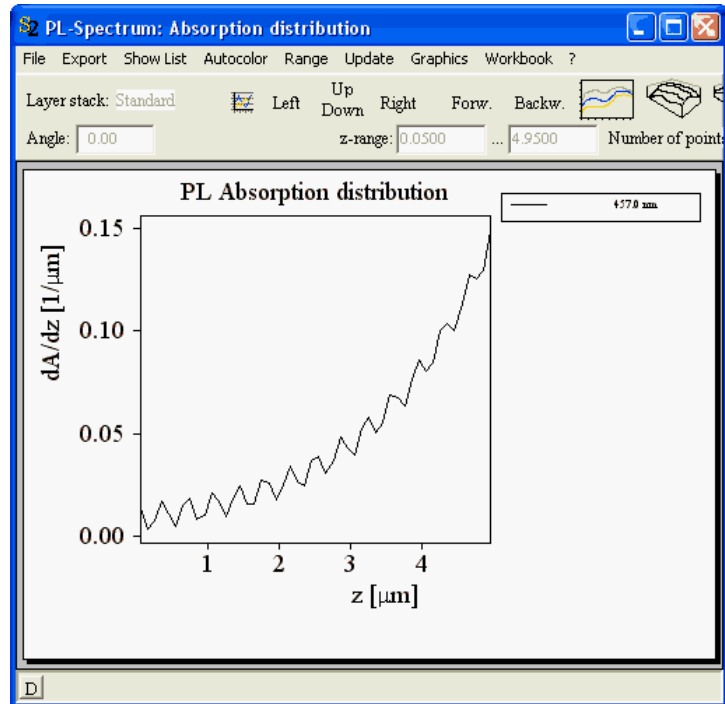 S2 PL-Spectrum: Absorption distribution
File Export Show List Autocolor Range Update Graphics Workbook ?
Layer stack: Standard Left Up Down Right Forw. Backw.
Angle: 0.00 z-range: 0.0500 ... 4.9500 Number of point
PL Absorption distribution
457.0 nm
dA/dz [1/µm]
0.15
0.10
0.05
0.00
1 2 3 4
z [µm]
D